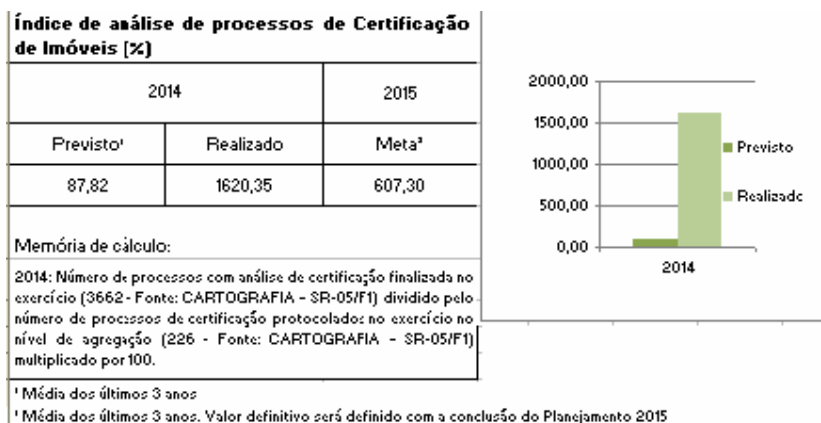 Índice de análise de processos de Certificação
de Imóveis (%)
2014 2015
Previsto¹ Realizado Meta²
87,82 1620,35 607,30
Memória de cálculo:
2014: Número de processos com análise de certificação finalizada no
exercício (3662 - Fonte: CARTOGRAFIA - SR-05/F1) dividido pelo
número de processos de certificação protocolados no exercício no
nível de agregação (226 - Fonte: CARTOGRAFIA - SR-05/F1)
multiplicado por 100.
¹ Média dos últimos 3 anos
¹ Média dos últimos 3 anos. Valor definitivo será definido com a conclusão do Planejamento 2015
2000,00
1500,00
1000,00
500,00
0,00
2014
Previsto
Realizado